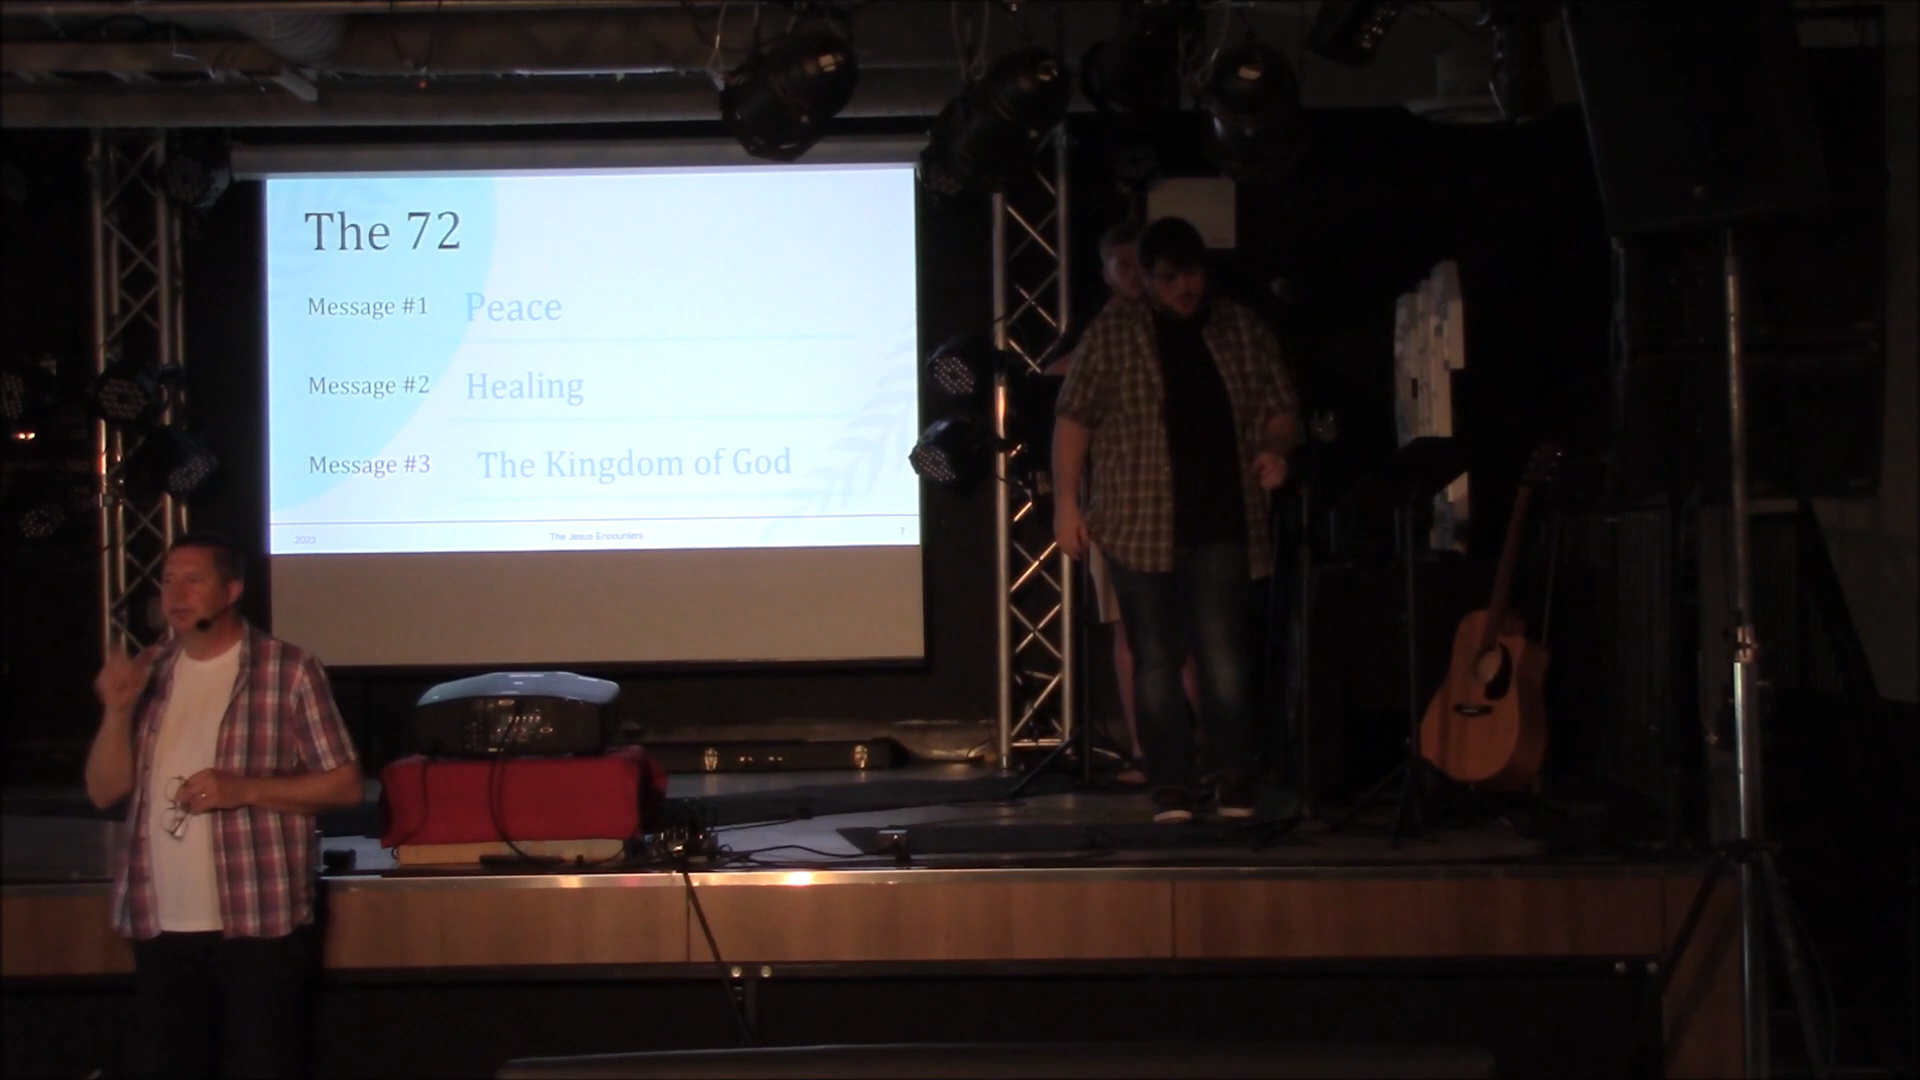 The 72
Message #1 Peace
Message #2 Healing
Message #3 The Kingdom of God
2023 The Jesus Encounters 7